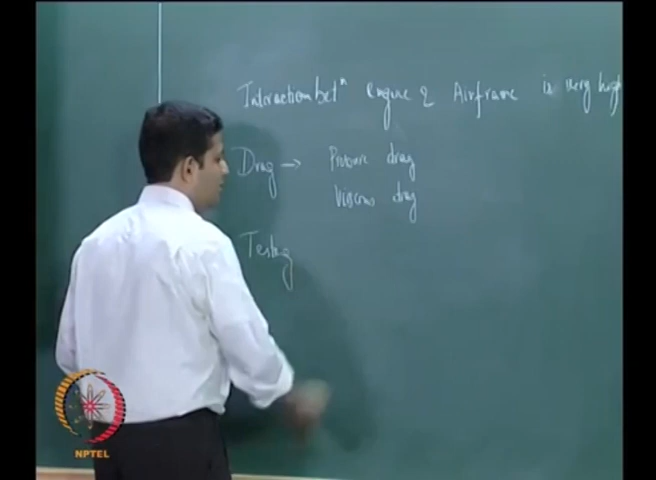 Interaction betⁿ engine & Airframe is very high
Drag → Pressure drag
Viscous drag
Testing
NPTEL